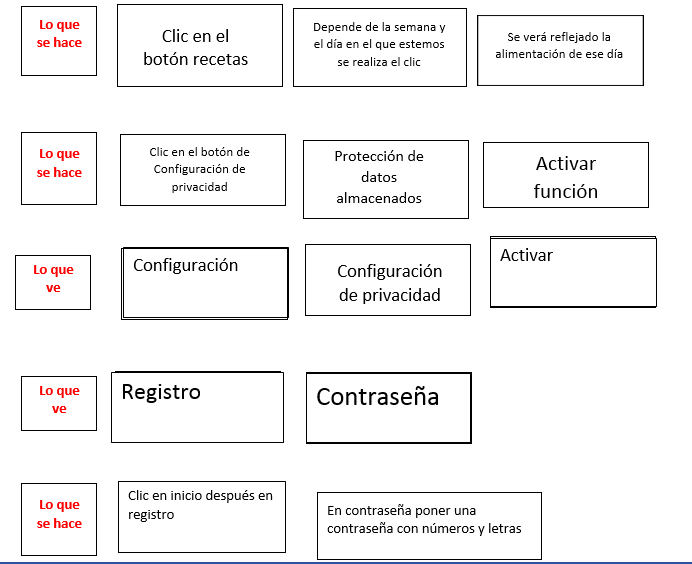 Lo que
se hace
Clic en el
botón recetas
Depende de la semana y
el día en el que estemos
se realiza el clic
Se verá reflejado la
alimentación de ese día
Lo que
se hace
Clic en el botón de
Configuración de
privacidad
Protección de
datos
almacenados
Activar
función
Lo que
ve
Configuración
Configuración
de privacidad
Activar
Lo que
ve
Registro
Contraseña
Lo que
se hace
Clic en inicio después en
registro
En contraseña poner una
contraseña con números y letras